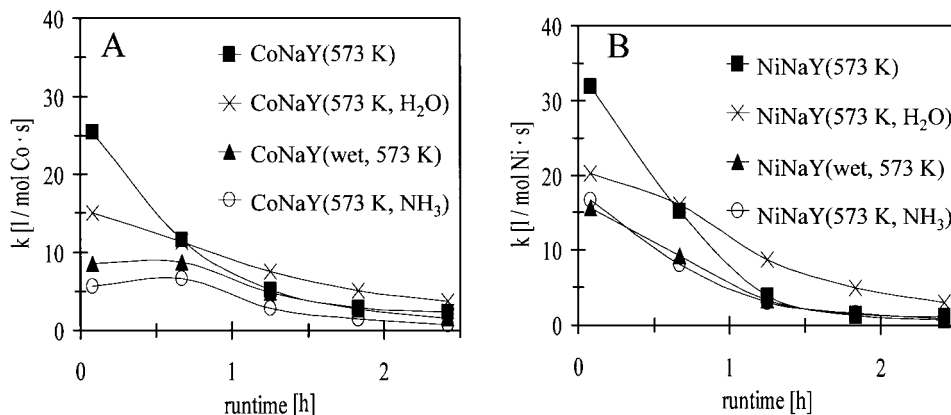 A
k [l / mol Co · s]
40
30
20
10
0
CoNaY(573 K)
CoNaY(573 K, H₂O)
CoNaY(wet, 573 K)
CoNaY(573 K, NH₃)
0 1 2
runtime [h]
B
k [l / mol Ni · s]
40
30
20
10
0
NiNaY(573 K)
NiNaY(573 K, H₂O)
NiNaY(wet, 573 K)
NiNaY(573 K, NH₃)
0 1 2
runtime [h]